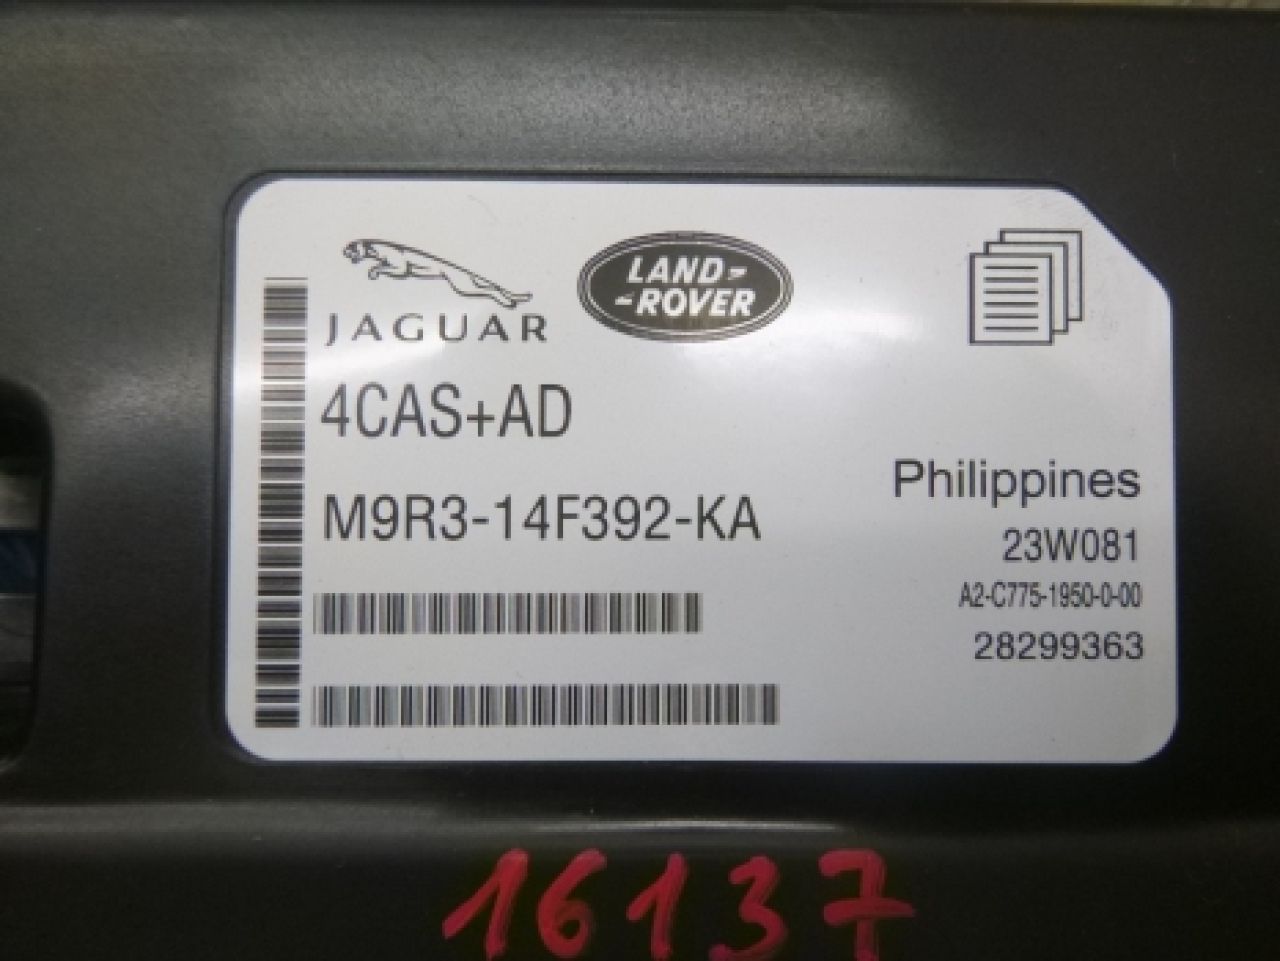 JAGUAR
LAND-
-ROVER
4CAS+AD
M9R3-14F392-KA
Philippines
23W081
A2-C775-1950-0-00
28299363
16137